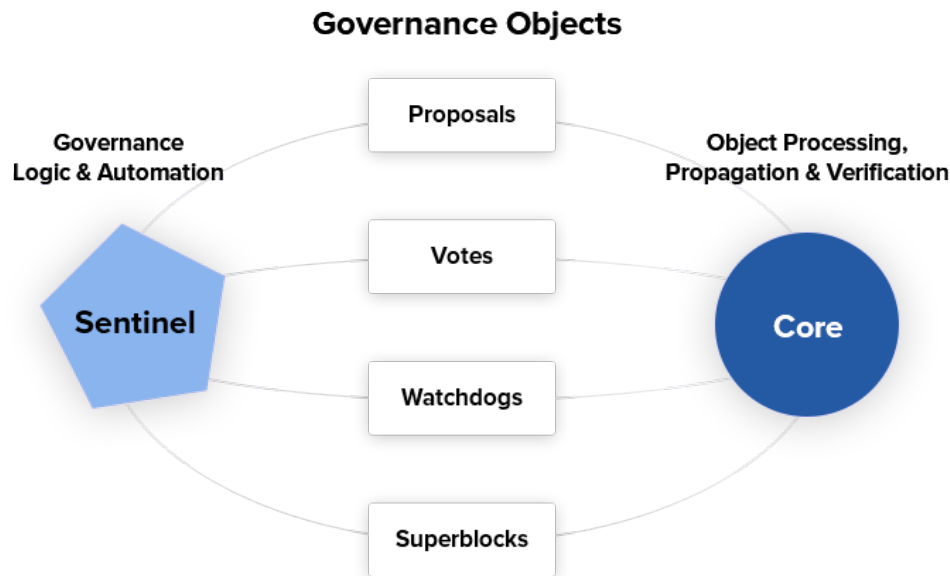 Governance Objects
Proposals
Governance
Logic & Automation
Object Processing,
Propagation & Verification
Votes
Sentinel
Core
Watchdogs
Superblocks